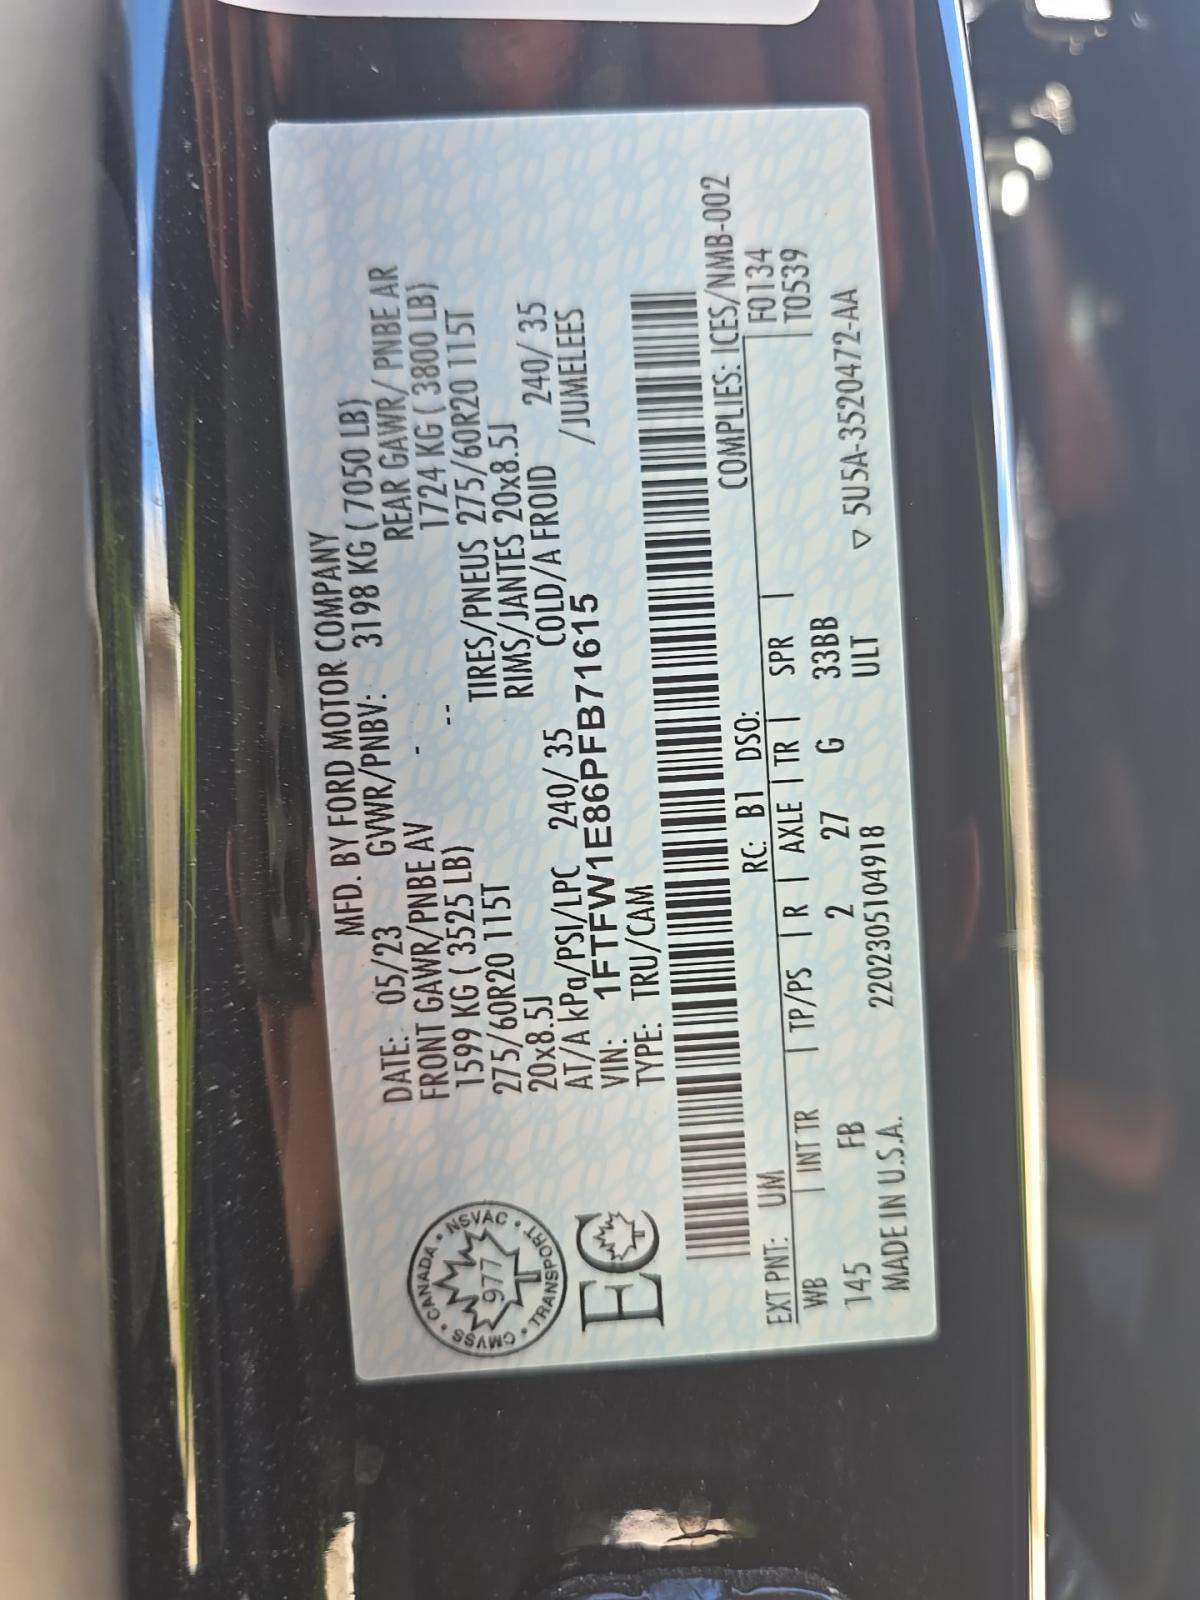 MFD. BY FORD MOTOR COMPANY
DATE: 05/23 GVWR/PNBV: 3198 KG ( 7050 LB)
FRONT GAWR/PNBE AV REAR GAWR/ PNBE AR
1599 KG ( 3525 LB) - -- 1724 KG ( 3800 LB)
275/60R20 115T TIRES/PNEUS 275/60R20 115T
20x8.5J RIMS/JANTES 20x8.5J
AT/A kPa/PSI/LPC 240/ 35 COLD/A FROID 240/ 35
VIN: 1FTFW1E86PFB71615 /JUMELEES
TYPE: TRU/CAM
CANADA • NSVAC • TRANSPORT • CMVSS •
977
EC
COMPLIES: ICES/NMB-002
EXT PNT: UM RC: B1 DSO: F0134
WB | INT TR | TP/PS | R | AXLE | TR | SPR | T0539
145 FB 2 27 G 33BB
MADE IN U.S.A. 220230510​4918 ULT ▽ 5U5A-3520472-AA